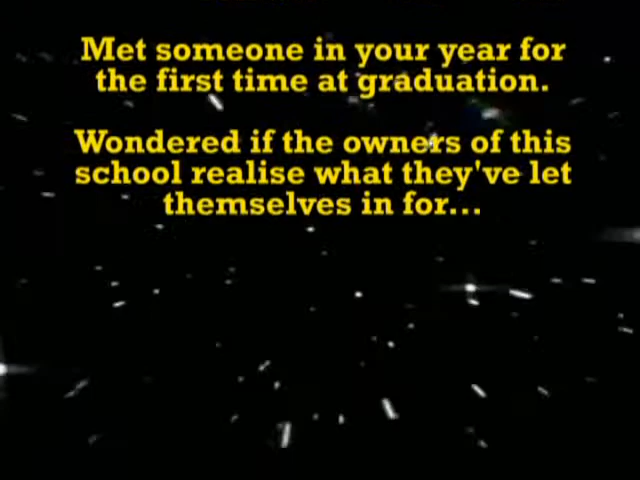 Met someone in your year for
the first time at graduation.
Wondered if the owners of this
school realise what they've let
themselves in for...